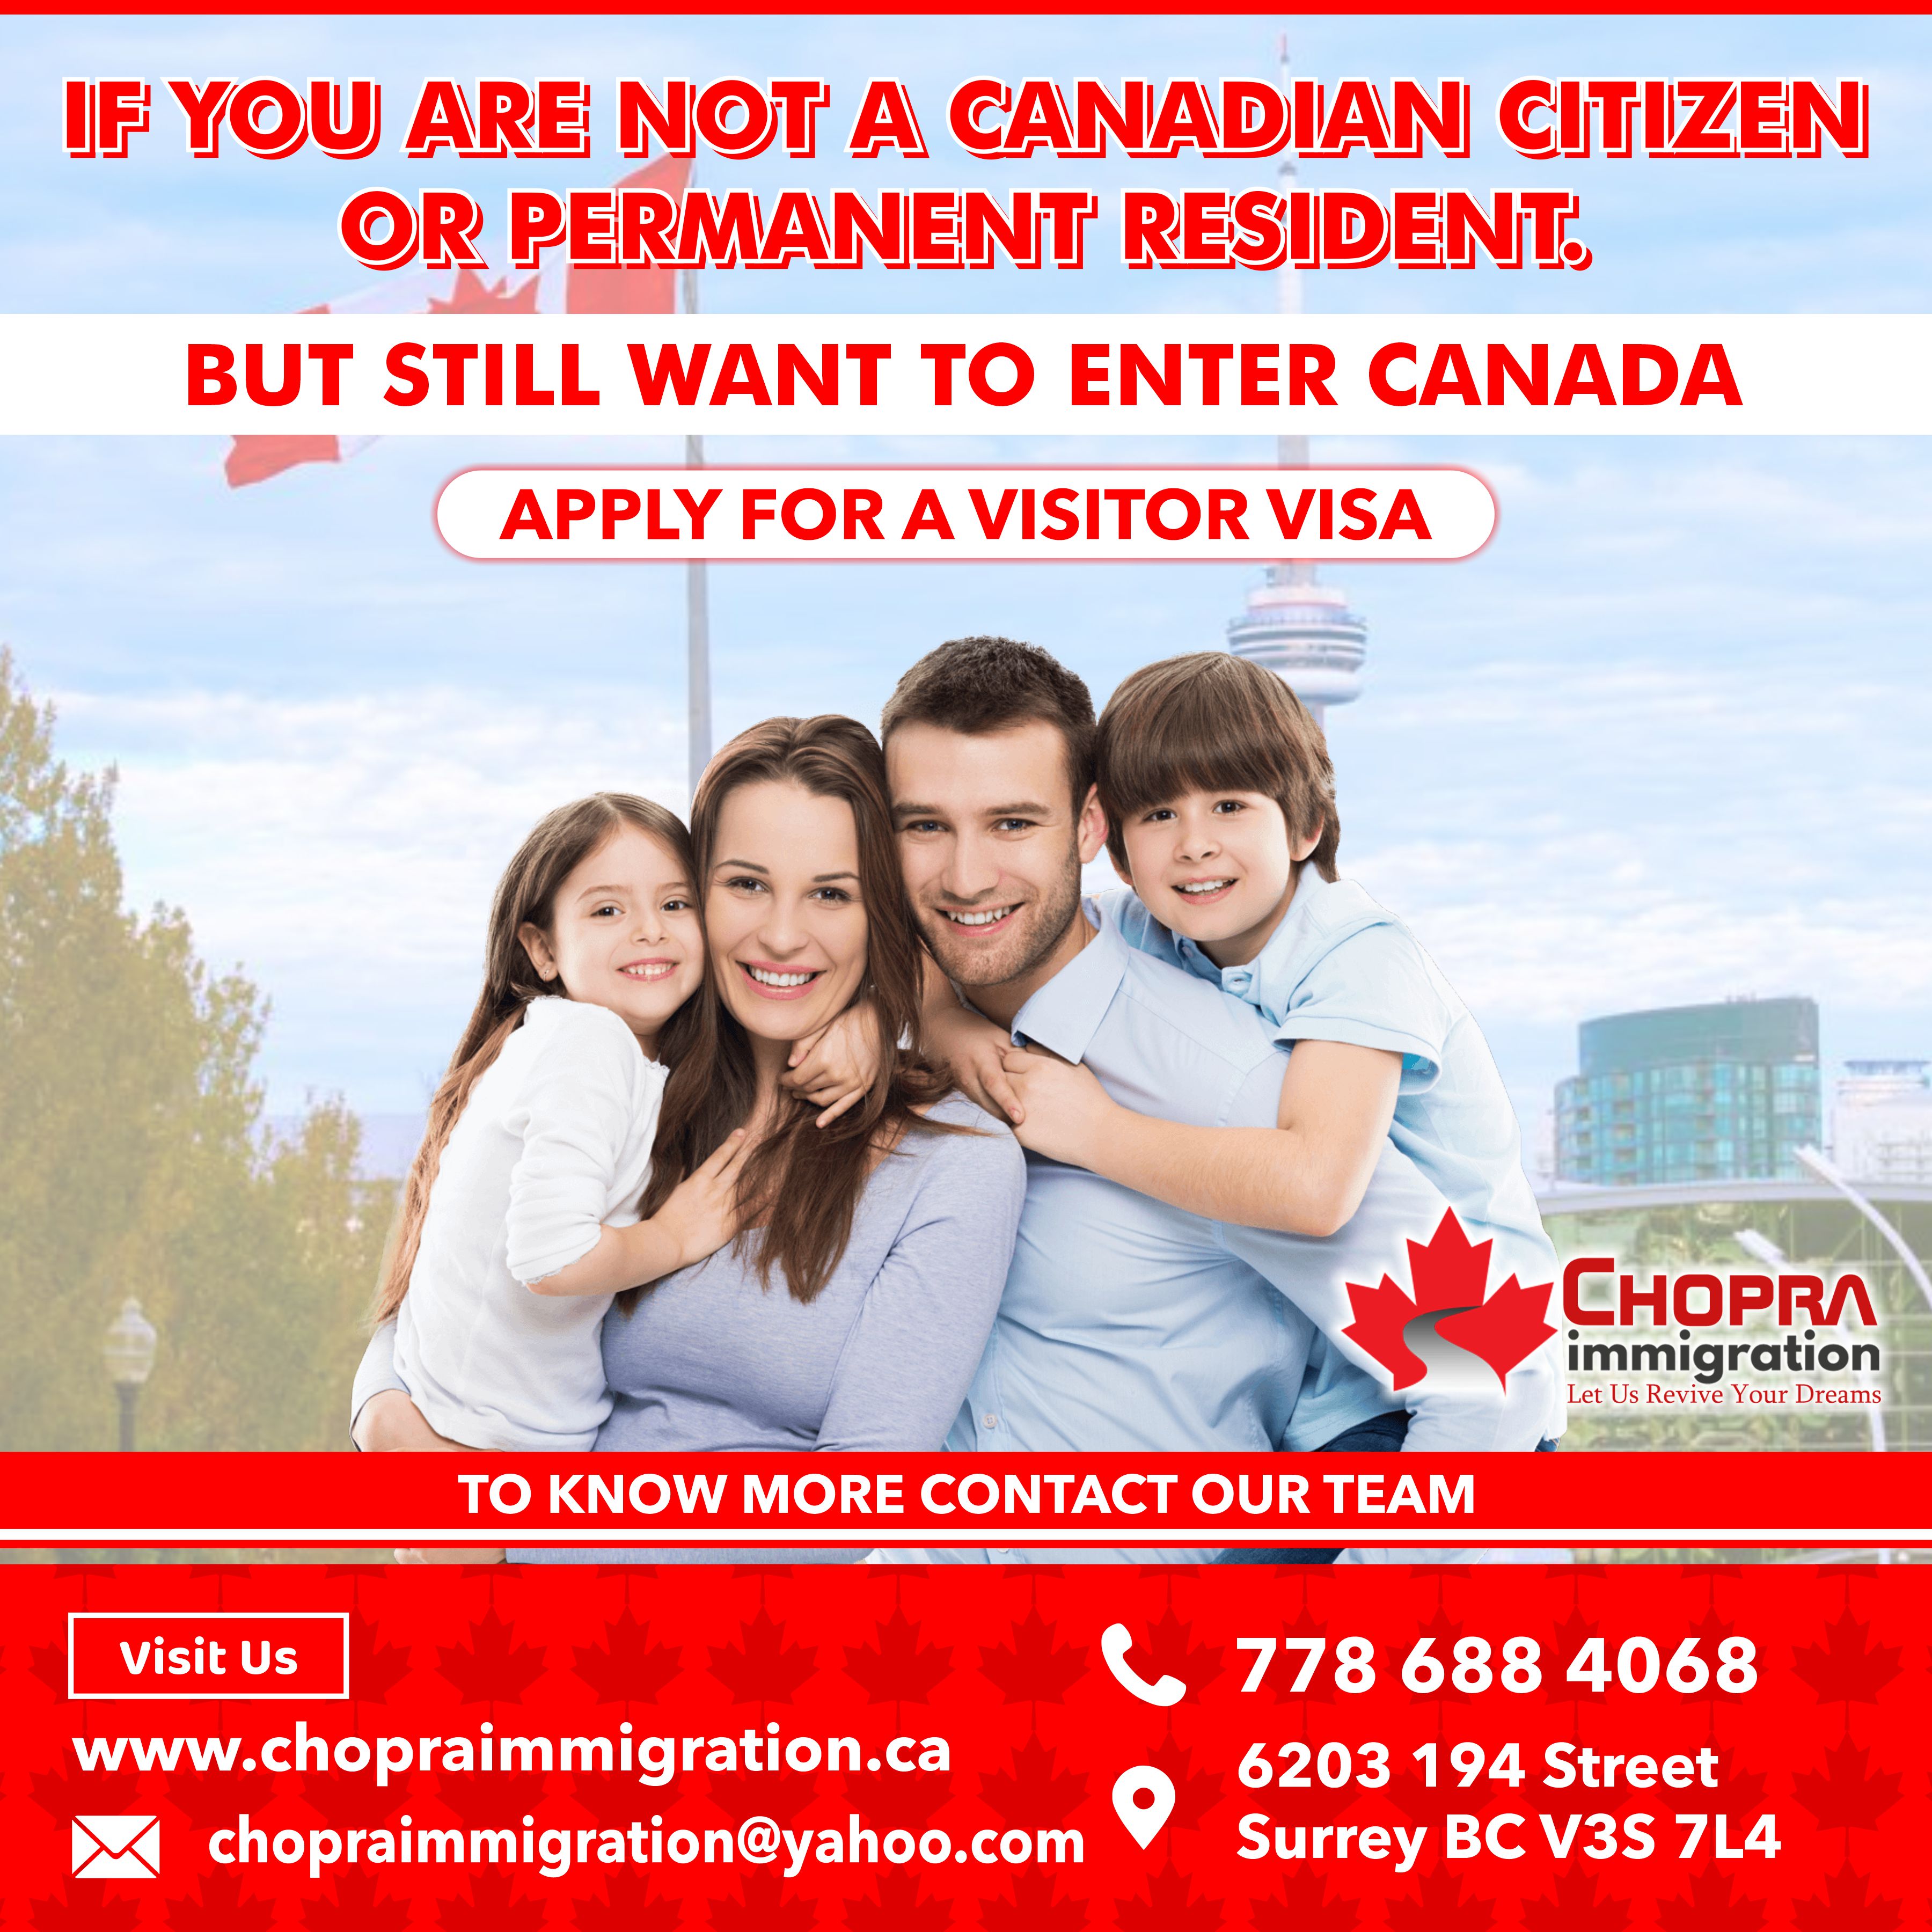 IF YOU ARE NOT A CANADIAN CITIZEN
OR PERMANENT RESIDENT.
BUT STILL WANT TO ENTER CANADA
APPLY FOR A VISITOR VISA
CHOPRA
immigration
Let Us Revive Your Dreams
TO KNOW MORE CONTACT OUR TEAM
Visit Us
www.chopraimmigration.ca
chopraimmigration@yahoo.com
778 688 4068
6203 194 Street
Surrey BC V3S 7L4